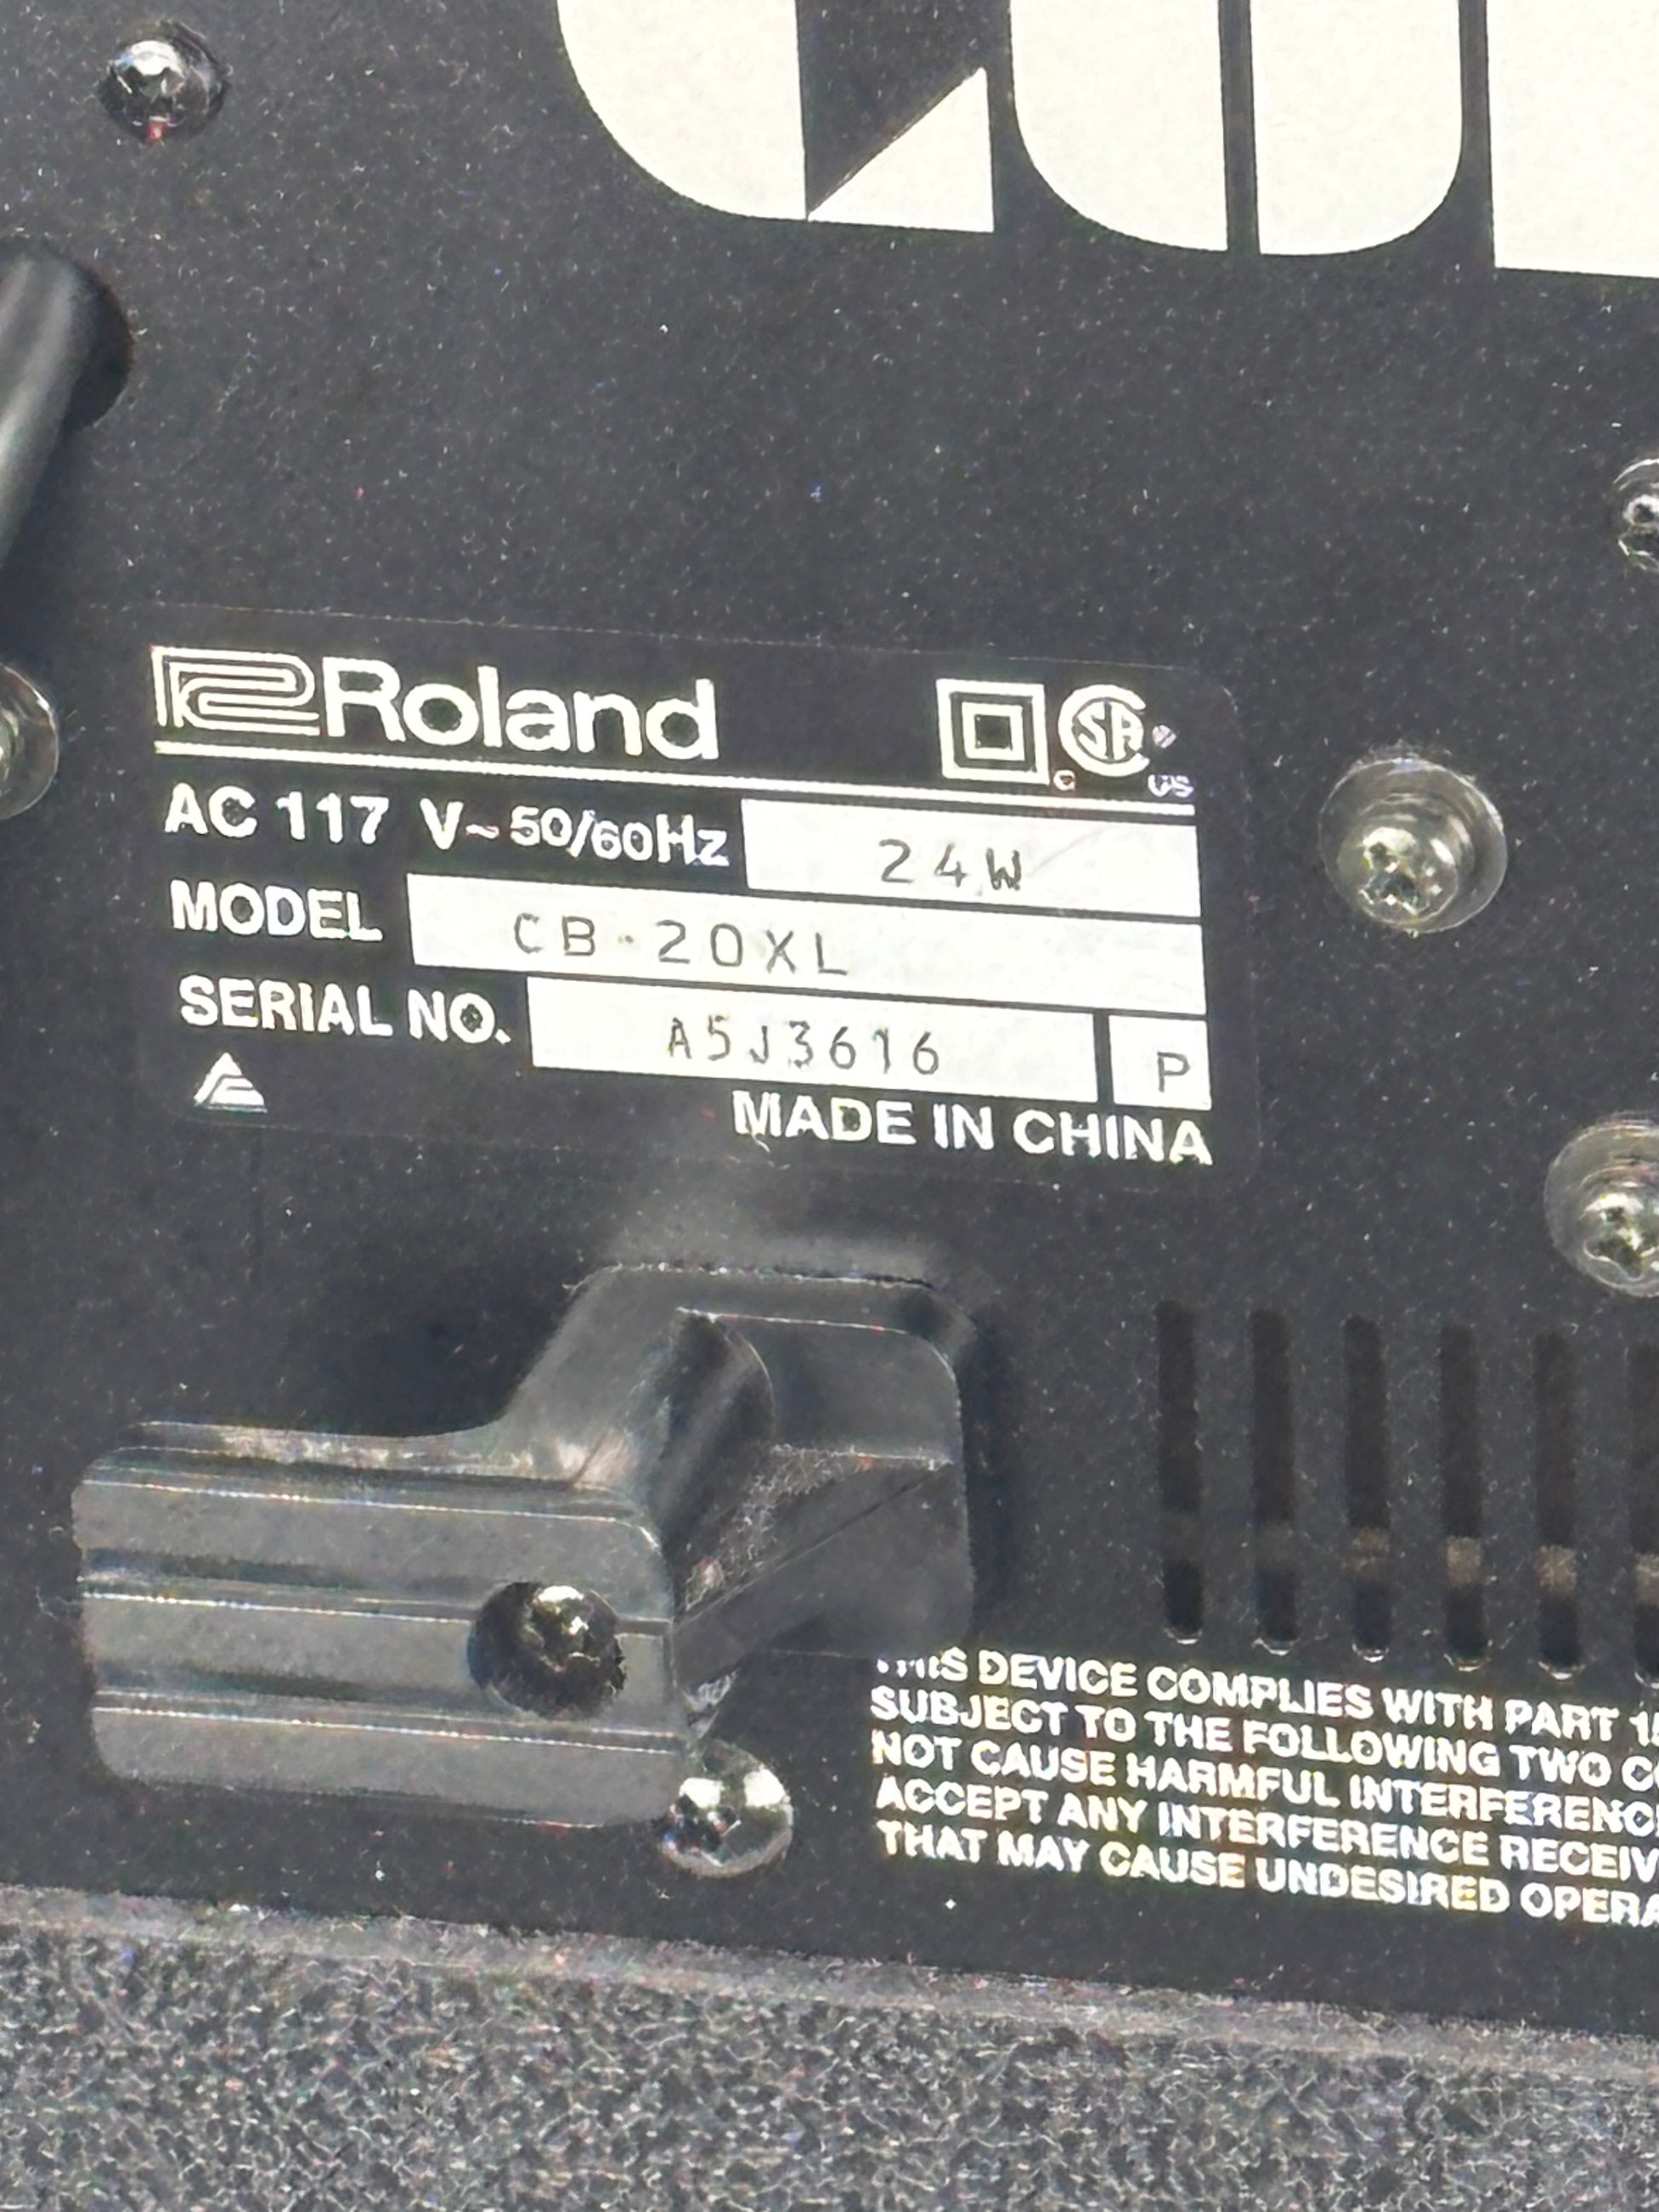 Roland
AC 117 V~50/60Hz 24W
MODEL CB-20XL
SERIAL NO. A5J3616 P
MADE IN CHINA
DEVICE COMPLIES WITH PART
SUBJECT TO THE FOLLOWING TWO
NOT CAUSE HARMFUL
ACCEPT ANY INTERFERENCE
THAT MAY CAUSE UNDESIRED